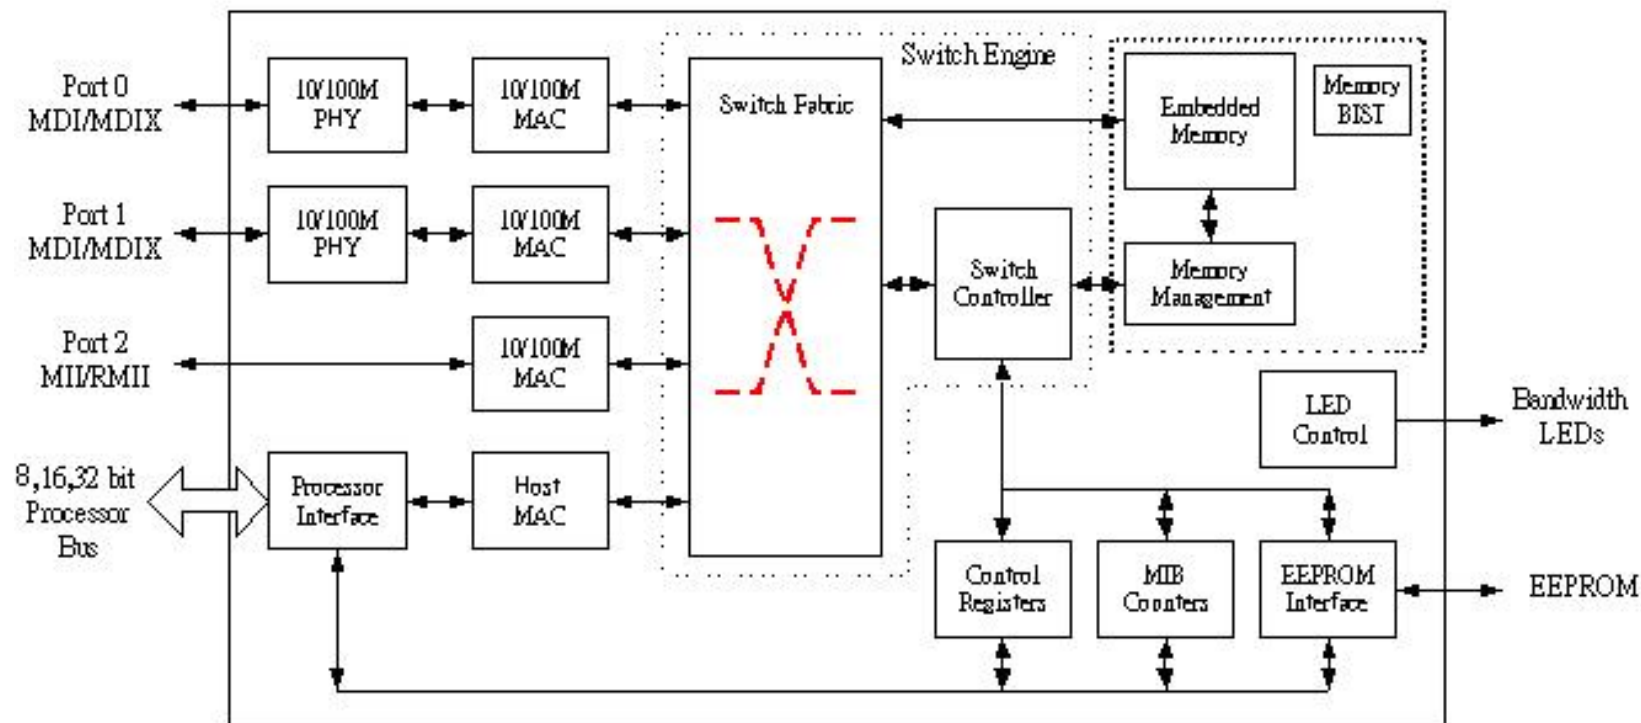 Port 0
MDI/MDIX
10/100M
PHY
10/100M
MAC
Switch Fabric
Switch Engine
Embedded
Memory
Memory
BIST
Port 1
MDI/MDIX
10/100M
PHY
10/100M
MAC
Switch
Controller
Memory
Management
Port 2
MII/RMII
10/100M
MAC
LED
Control
Bandwidth
LEDs
8,16,32 bit
Processor
Bus
Processor
Interface
Host
MAC
Control
Registers
MIB
Counters
EEPROM
Interface
EEPROM